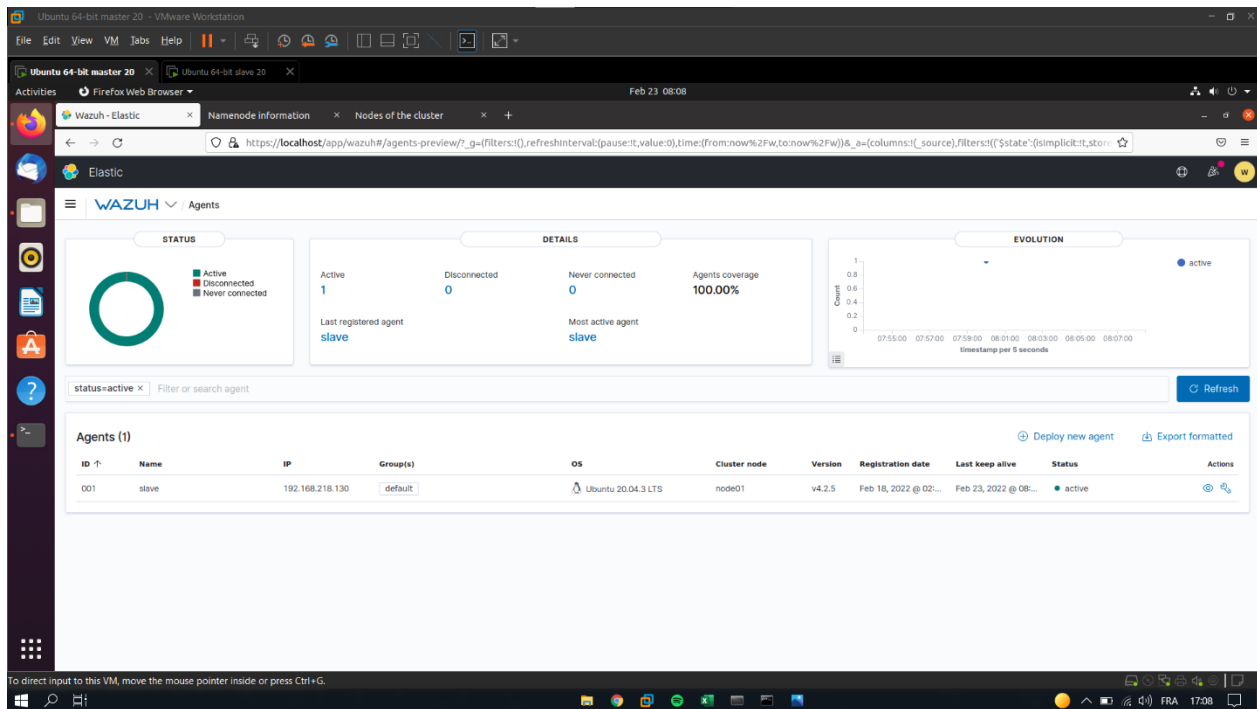 Ubuntu 64-bit master 20 - VMware Workstation
File Edit View VM Tabs Help
Ubuntu 64-bit master 20 Ubuntu 64-bit slave 20
Activities Firefox Web Browser Feb 23 08:08
Wazuh - Elastic Namenode information Nodes of the cluster
https://localhost/app/wazuh#/agents-preview/?_g=(filters:!(),refreshInterval:(pause:!t,value:0),time:(from:now%2Fw,to:now%2Fw))&_a=(columns:!(_source),filters:!(('$state':(isImplicit:!t,store
Elastic W
WAZUH / Agents
STATUS DETAILS EVOLUTION
Active
Disconnected
Never connected
Active Disconnected Never connected Agents coverage
1 0 0 100.00%
Last registered agent Most active agent
slave slave
Count
1
0.8
0.6
0.4
0.2
0
07:55:00 07:57:00 07:59:00 08:01:00 08:03:00 08:05:00 08:07:00
timestamp per 5 seconds
active
status=active × Filter or search agent Refresh
Agents (1) Deploy new agent Export formatted
ID ↑ Name IP Group(s) OS Cluster node Version Registration date Last keep alive Status Actions
001 slave 192.168.218.130 default Ubuntu 20.04.3 LTS node01 v4.2.5 Feb 18, 2022 @ 02:... Feb 23, 2022 @ 08:... active
To direct input to this VM, move the mouse pointer inside or press Ctrl+G.
FRA 17:08